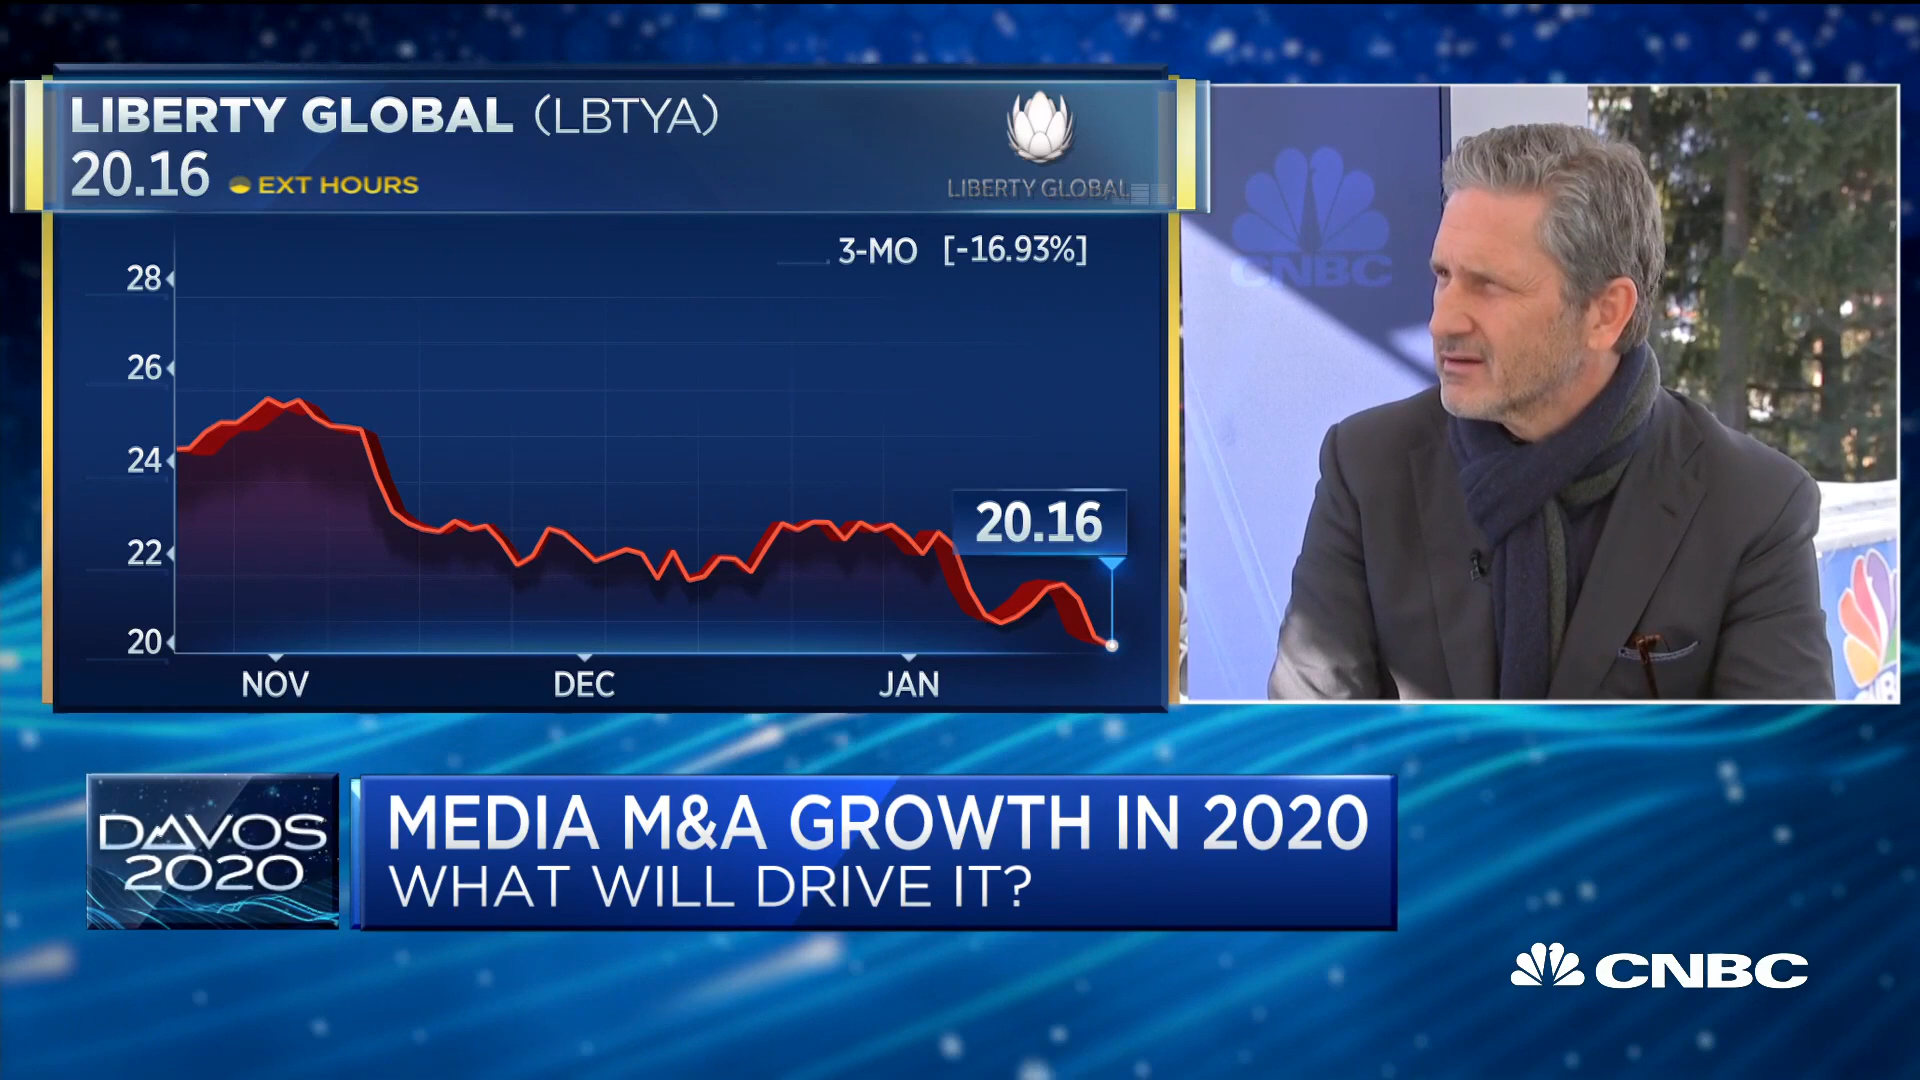 LIBERTY GLOBAL (LBTYA)
20.16 EXT HOURS
LIBERTY GLOBAL
3-MO [-16.93%]
28
26
24
22
20
20.16
NOV DEC JAN
CNBC
DAVOS
2020
MEDIA M&A GROWTH IN 2020
WHAT WILL DRIVE IT?
CNBC